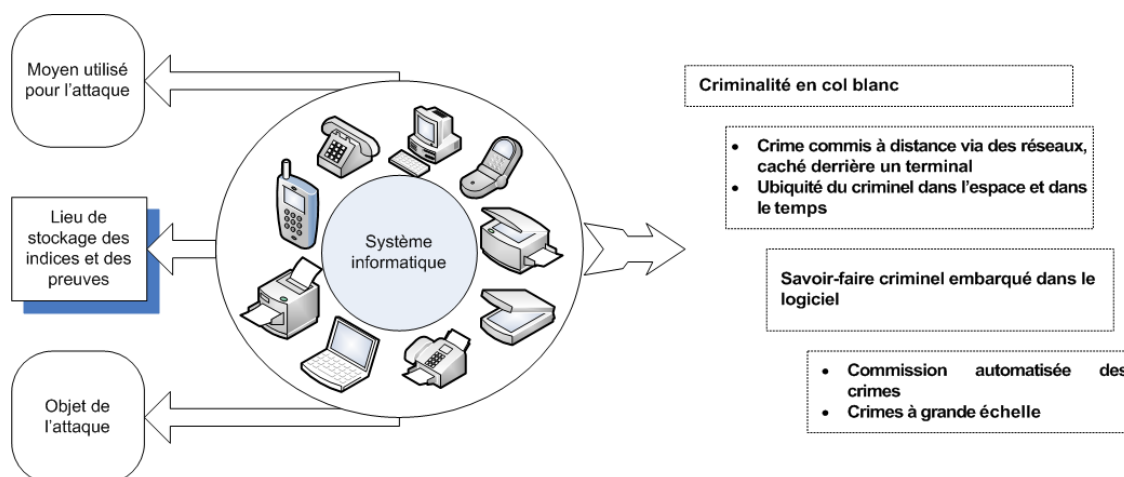 Moyen utilisé
pour l'attaque
Lieu de
stockage des
indices et des
preuves
Objet de
l'attaque
Système
informatique
Criminalité en col blanc
• Crime commis à distance via des réseaux,
caché derrière un terminal
• Ubiquité du criminel dans l'espace et dans
le temps
Savoir-faire criminel embarqué dans le
logiciel
• Commission automatisée des
crimes
• Crimes à grande échelle